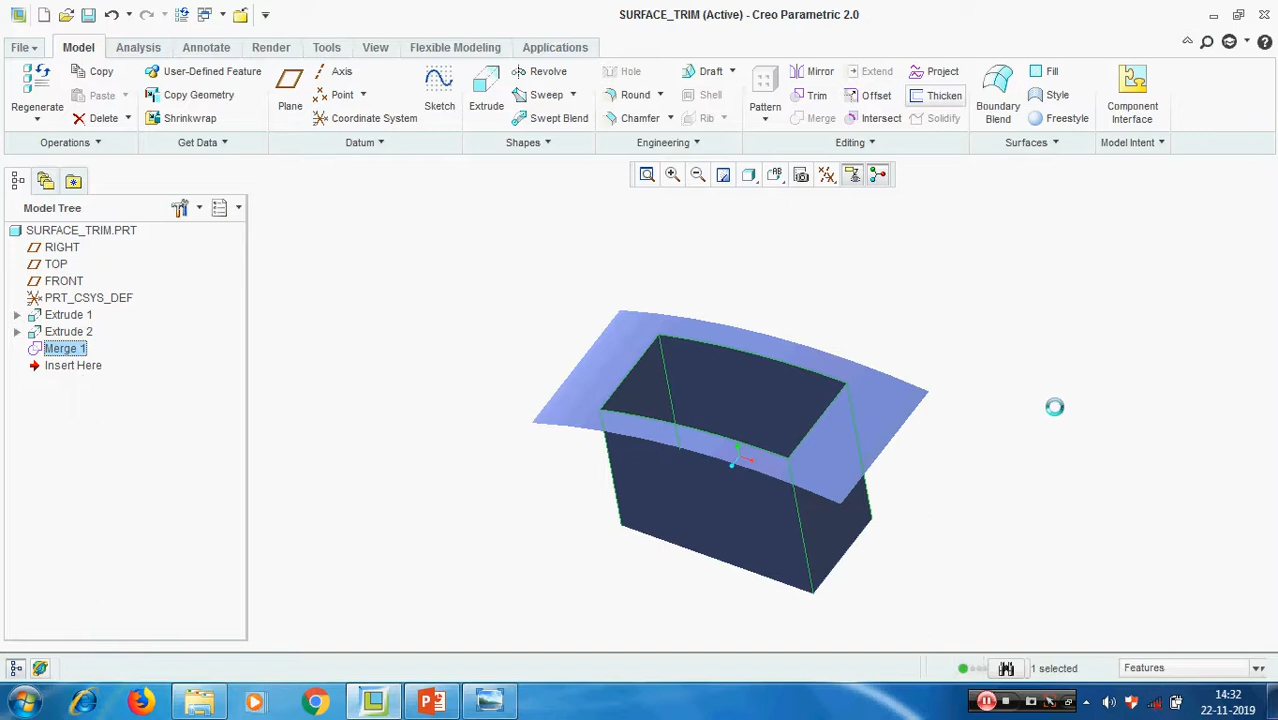 SURFACE_TRIM (Active) - Creo Parametric 2.0
File Model Analysis Annotate Render Tools View Flexible Modeling Applications
Regenerate
Copy
Paste
Delete
Operations
User-Defined Feature
Copy Geometry
Shrinkwrap
Get Data
Plane
Axis
Point
Coordinate System
Sketch
Datum
Extrude
Revolve
Sweep
Swept Blend
Shapes
Hole
Round
Chamfer
Draft
Shell
Rib
Engineering
Pattern
Mirror
Trim
Merge
Extend
Offset
Intersect
Project
Thicken
Solidify
Editing
Boundary
Blend
Fill
Style
Freestyle
Surfaces
Component
Interface
Model Intent
Model Tree
SURFACE_TRIM.PRT
RIGHT
TOP
FRONT
PRT_CSYS_DEF
Extrude 1
Extrude 2
Merge 1
Insert Here
1 selected
Features
14:32
22-11-2019